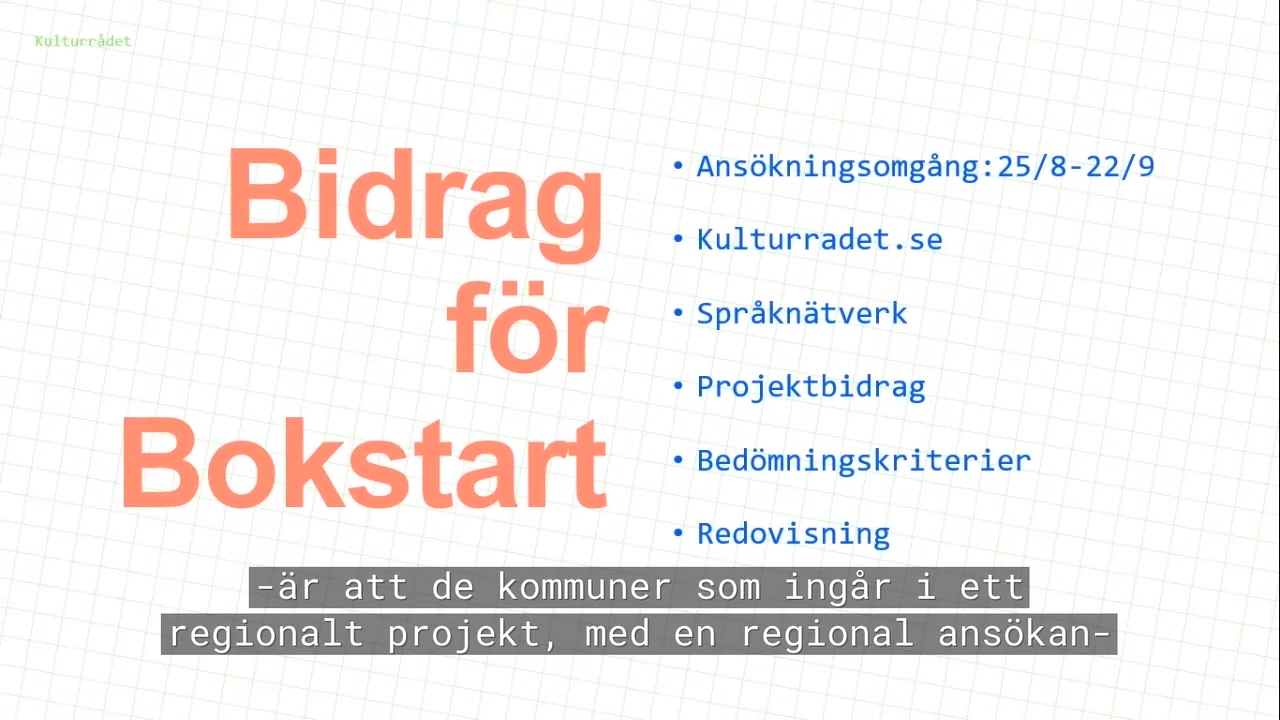 Kulturrådet
Bidrag
för
Bokstart
• Ansökningsomgång:25/8-22/9
• Kulturradet.se
• Språknätverk
• Projektbidrag
• Bedömningskriterier
• Redovisning
-är att de kommuner som ingår i ett
regionalt projekt, med en regional ansökan-